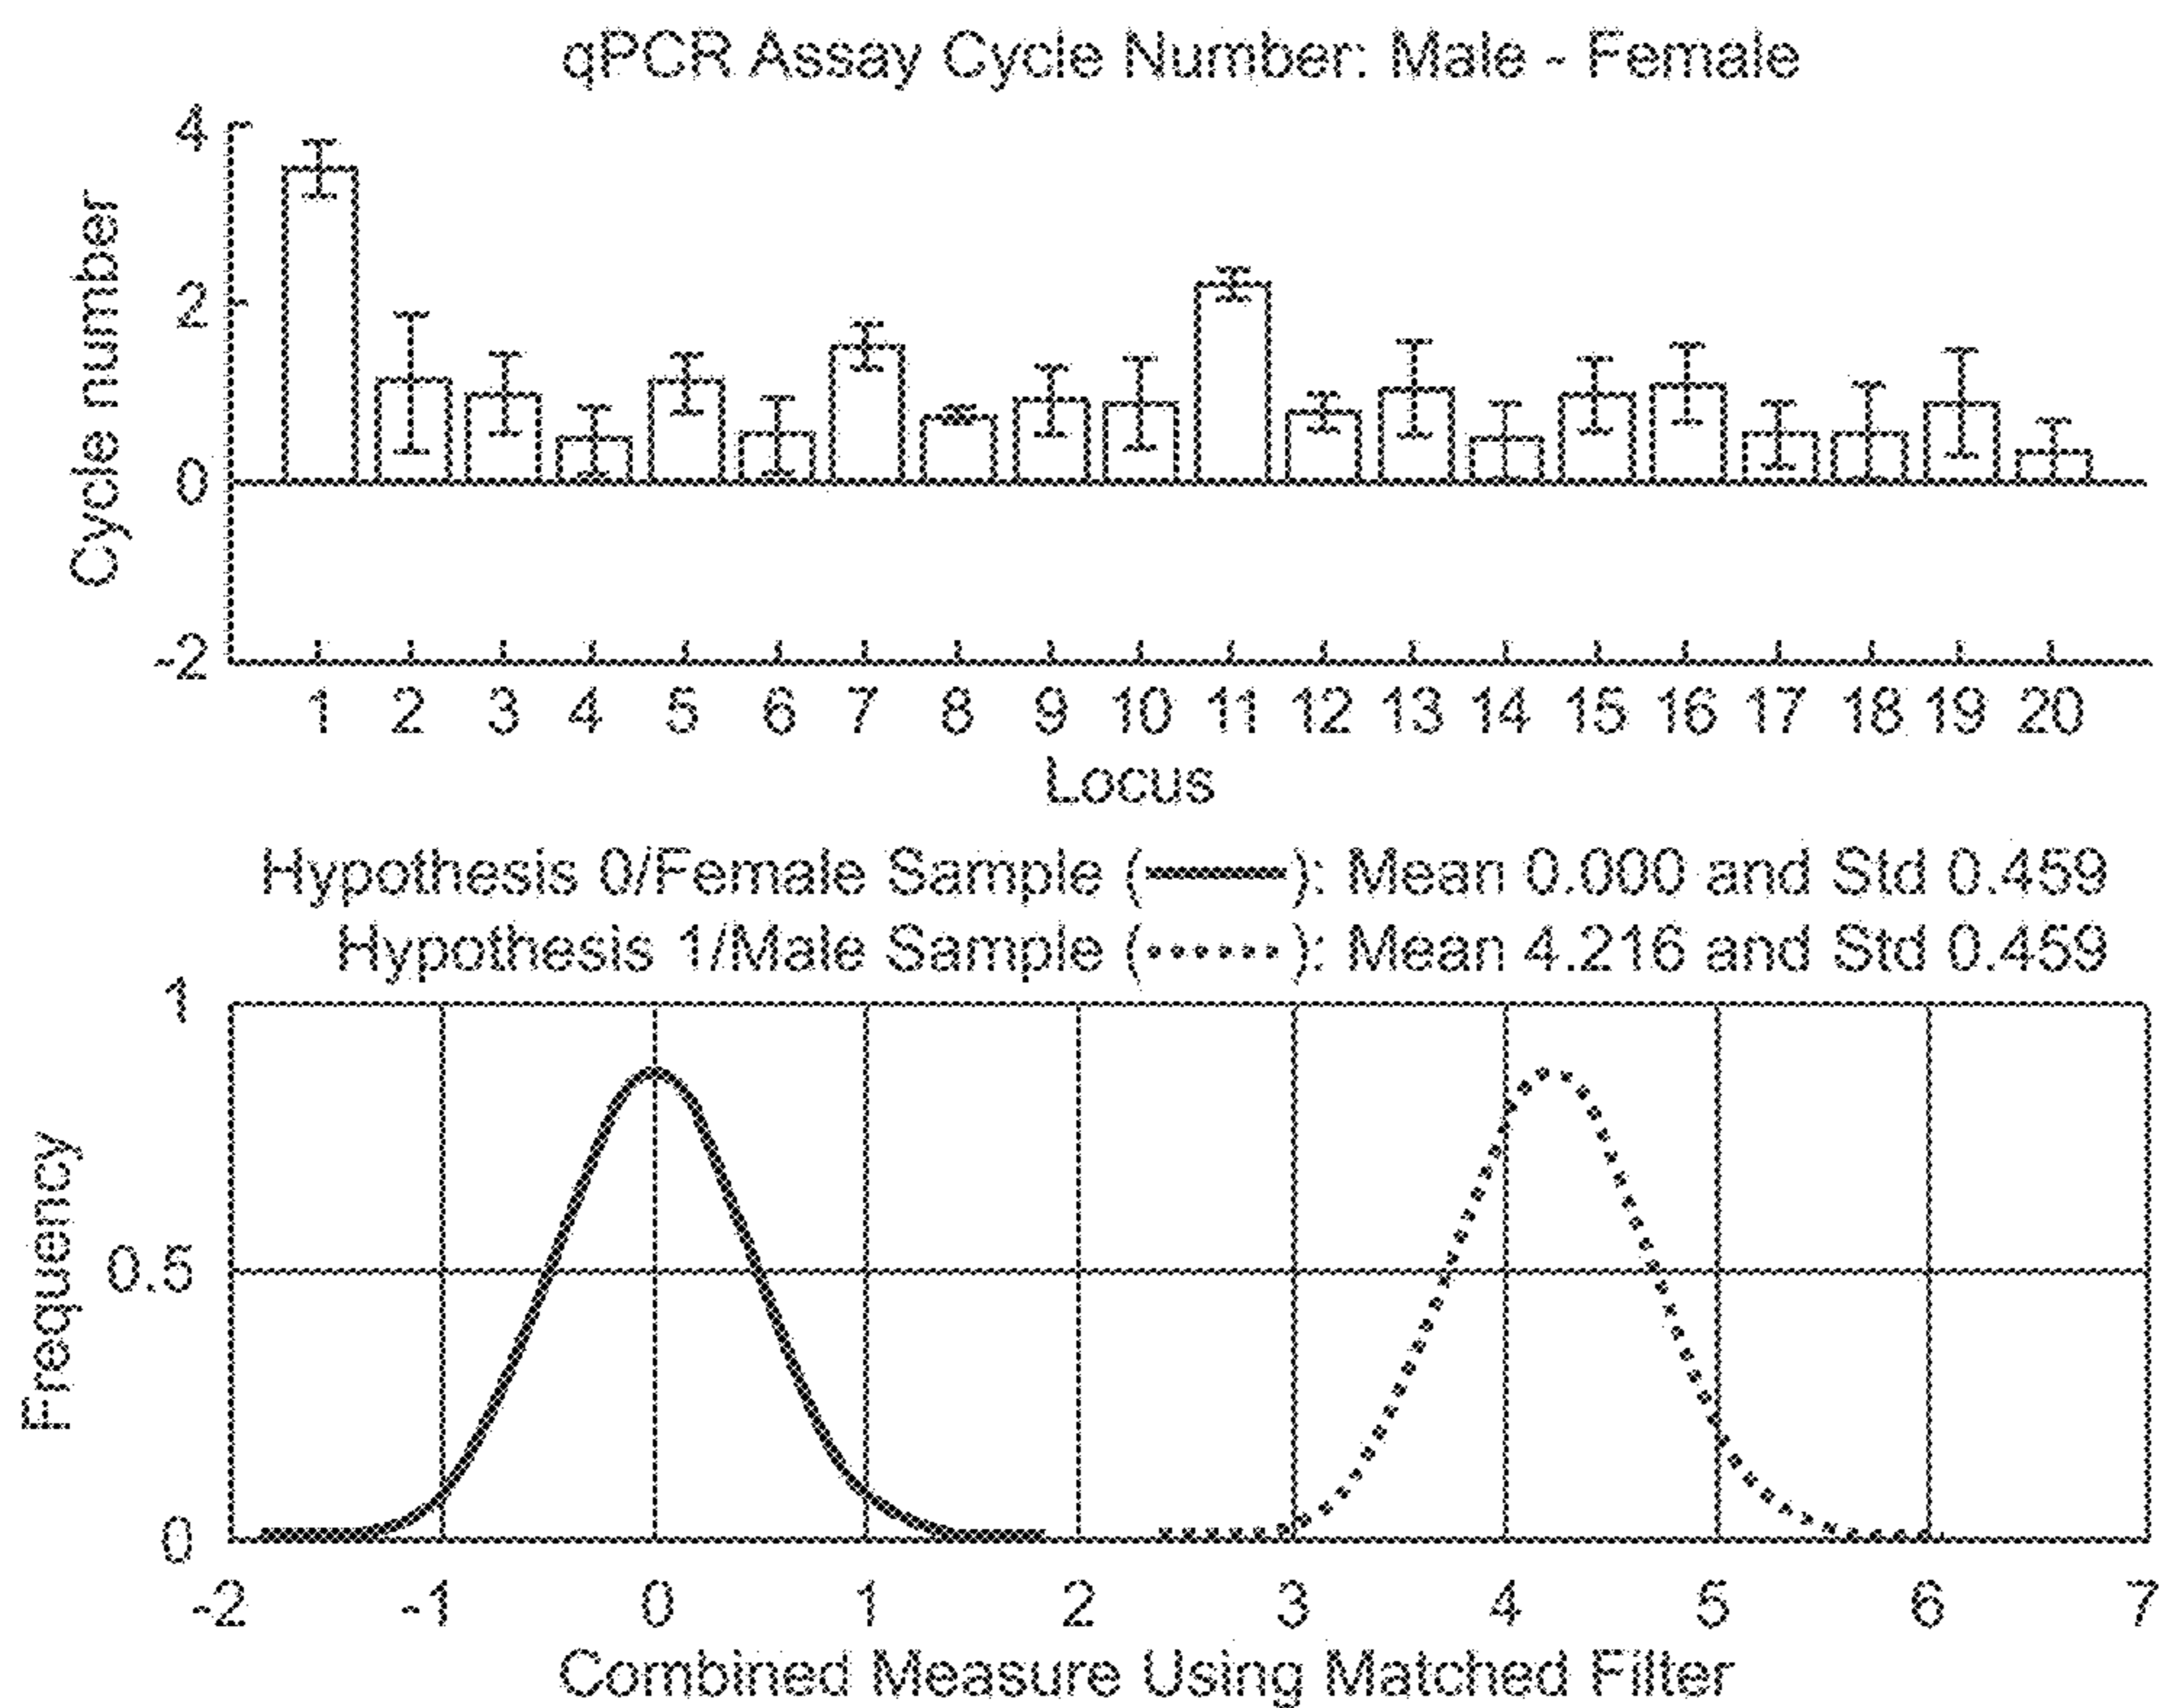 qPCR Assay Cycle Number: Male - Female
4
2
0
-2
Cycle number
1 2 3 4 5 6 7 8 9 10 11 12 13 14 15 16 17 18 19 20
Locus
Hypothesis 0/Female Sample (——): Mean 0.000 and Std 0.459
Hypothesis 1/Male Sample (······): Mean 4.216 and Std 0.459
1
0.5
0
Frequency
-2 -1 0 1 2 3 4 5 6 7
Combined Measure Using Matched Filter